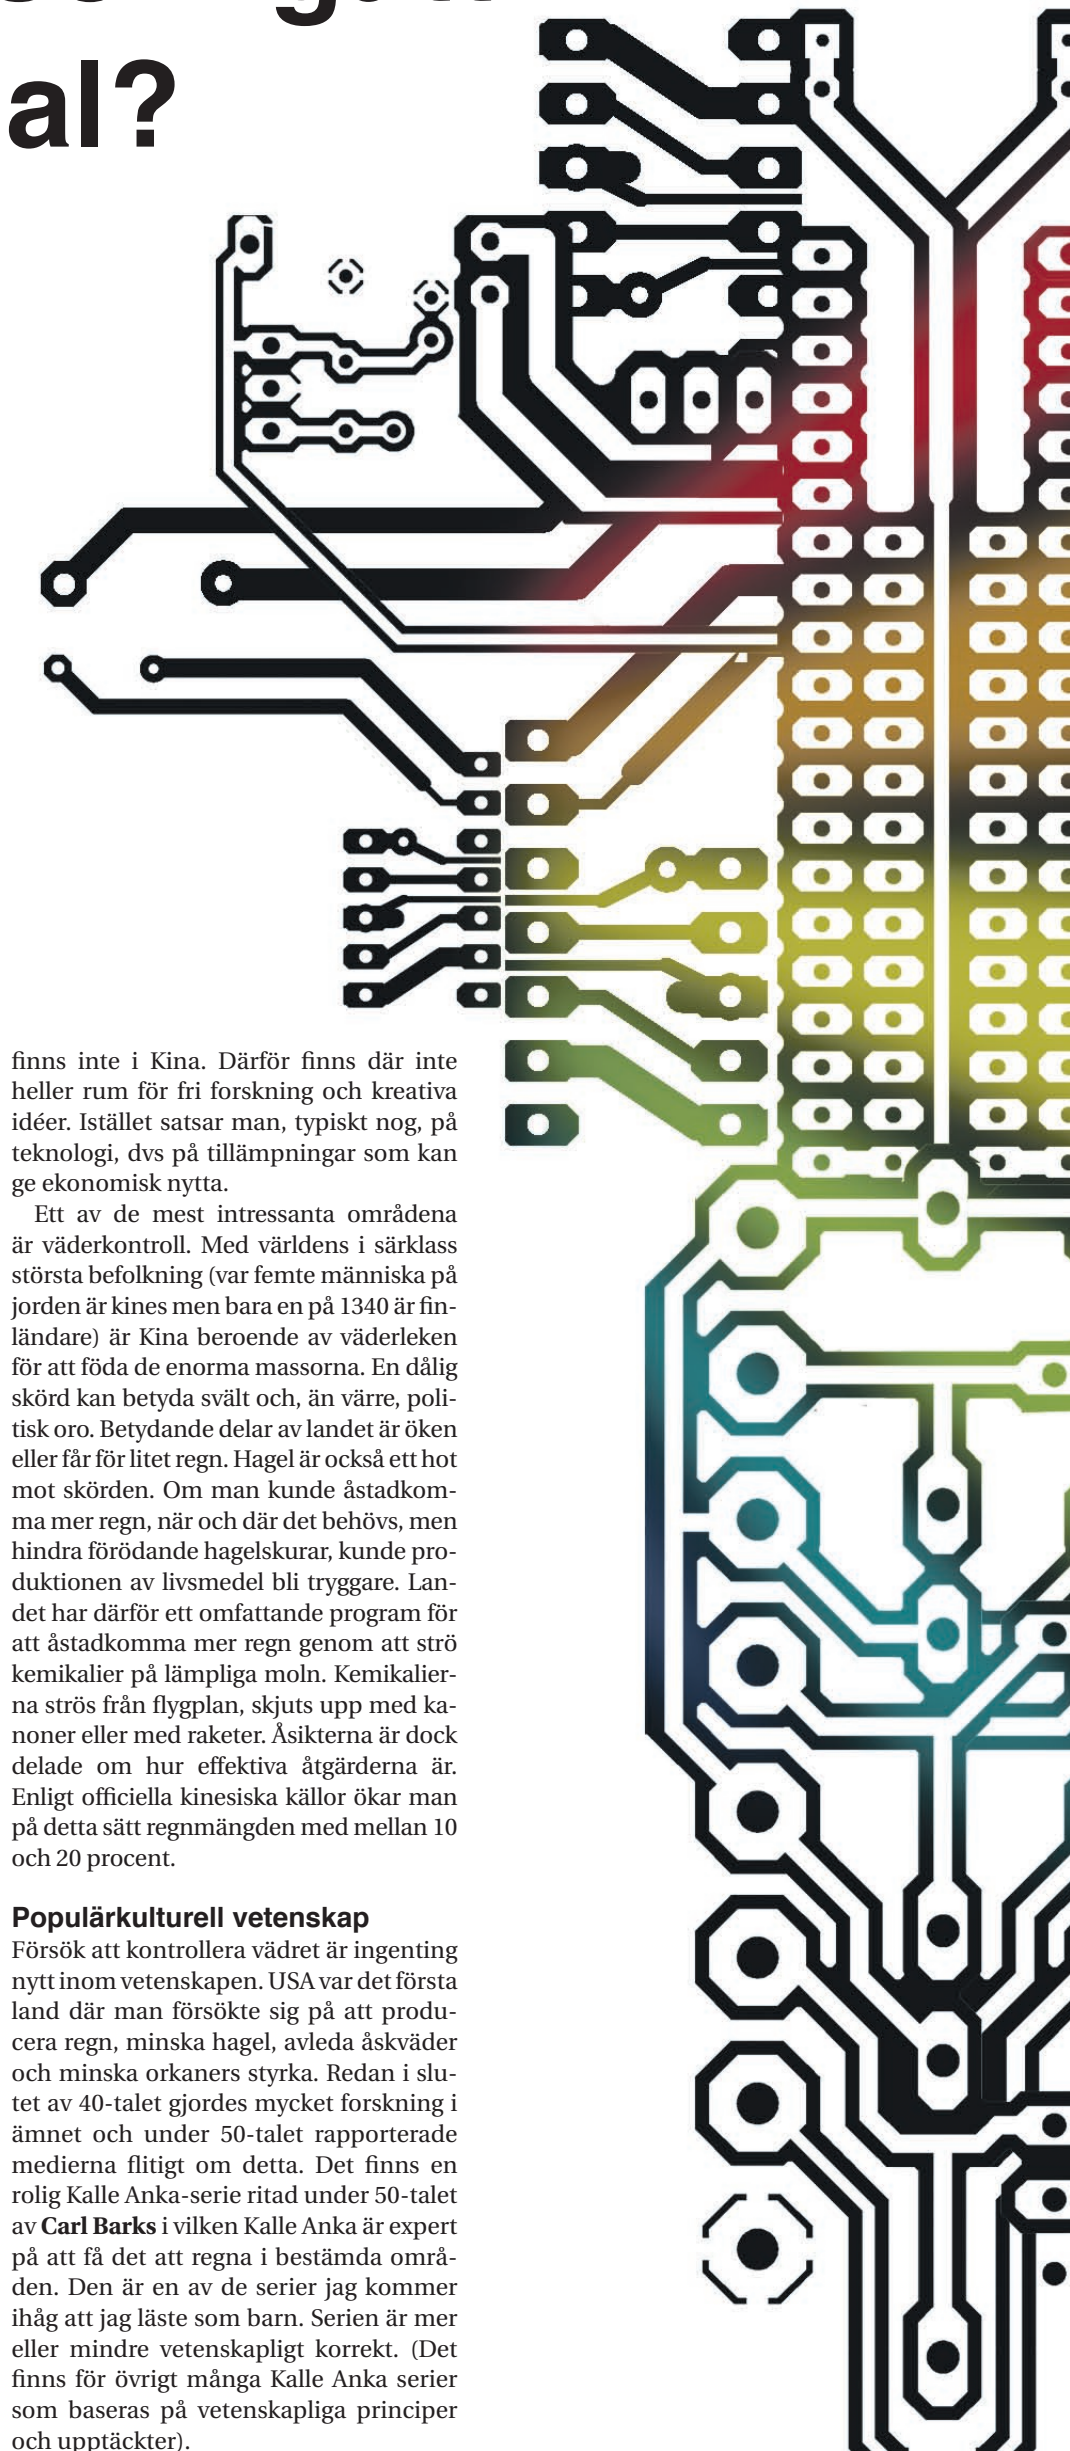 al?
finns inte i Kina. Därför finns där inte
heller rum för fri forskning och kreativa
idéer. Istället satsar man, typiskt nog, på
teknologi, dvs på tillämpningar som kan
ge ekonomisk nytta.
Ett av de mest intressanta områdena
är väderkontroll. Med världens i särklass
största befolkning (var femte människa på
jorden är kines men bara en på 1340 är fin-
ländare) är Kina beroende av väderleken
för att föda de enorma massorna. En dålig
skörd kan betyda svält och, än värre, poli-
tisk oro. Betydande delar av landet är öken
eller får för litet regn. Hagel är också ett hot
mot skörden. Om man kunde åstadkom-
ma mer regn, när och där det behövs, men
hindra förödande hagelskurar, kunde pro-
duktionen av livsmedel bli tryggare. Lan-
det har därför ett omfattande program för
att åstadkomma mer regn genom att strö
kemikalier på lämpliga moln. Kemikalier-
na strös från flygplan, skjuts upp med ka-
noner eller med raketer. Åsikterna är dock
delade om hur effektiva åtgärderna är.
Enligt officiella kinesiska källor ökar man
på detta sätt regnmängden med mellan 10
och 20 procent.
Populärkulturell vetenskap
Försök att kontrollera vädret är ingenting
nytt inom vetenskapen. USA var det första
land där man försökte sig på att produ-
cera regn, minska hagel, avleda åskväder
och minska orkaners styrka. Redan i slu-
tet av 40-talet gjordes mycket forskning i
ämnet och under 50-talet rapporterade
medierna flitigt om detta. Det finns en
rolig Kalle Anka-serie ritad under 50-talet
av Carl Barks i vilken Kalle Anka är expert
på att få det att regna i bestämda områ-
den. Den är en av de serier jag kommer
ihåg att jag läste som barn. Serien är mer
eller mindre vetenskapligt korrekt. (Det
finns för övrigt många Kalle Anka serier
som baseras på vetenskapliga principer
och upptäckter).